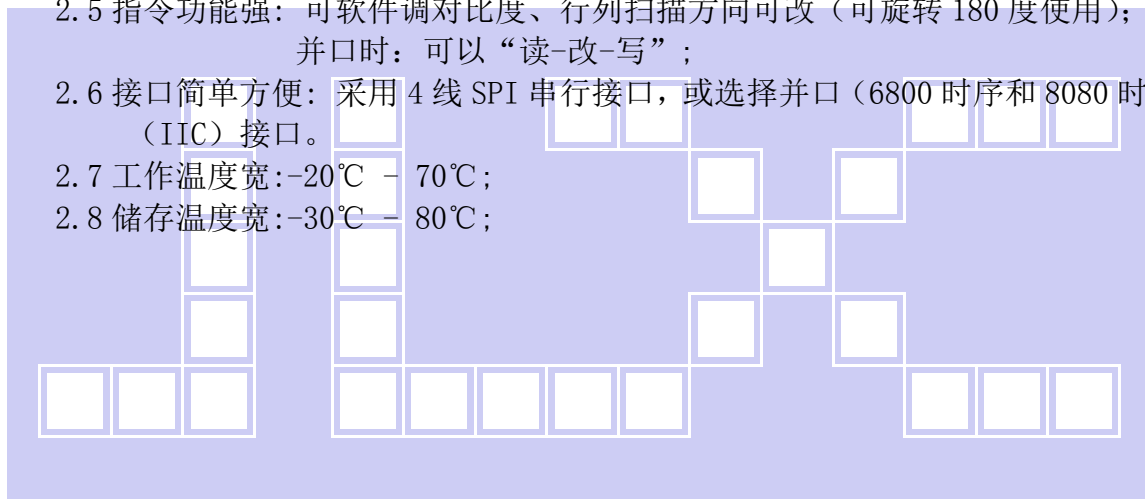 2.5 指令功能强: 可软件调对比度、行列扫描方向可改（可旋转 180 度使用）;
并口时：可以“读-改-写”;
2.6 接口简单方便: 采用 4 线 SPI 串行接口，或选择并口（6800 时序和 8080 时
（IIC）接口。
2.7 工作温度宽:-20℃ - 70℃;
2.8 储存温度宽:-30℃ - 80℃;